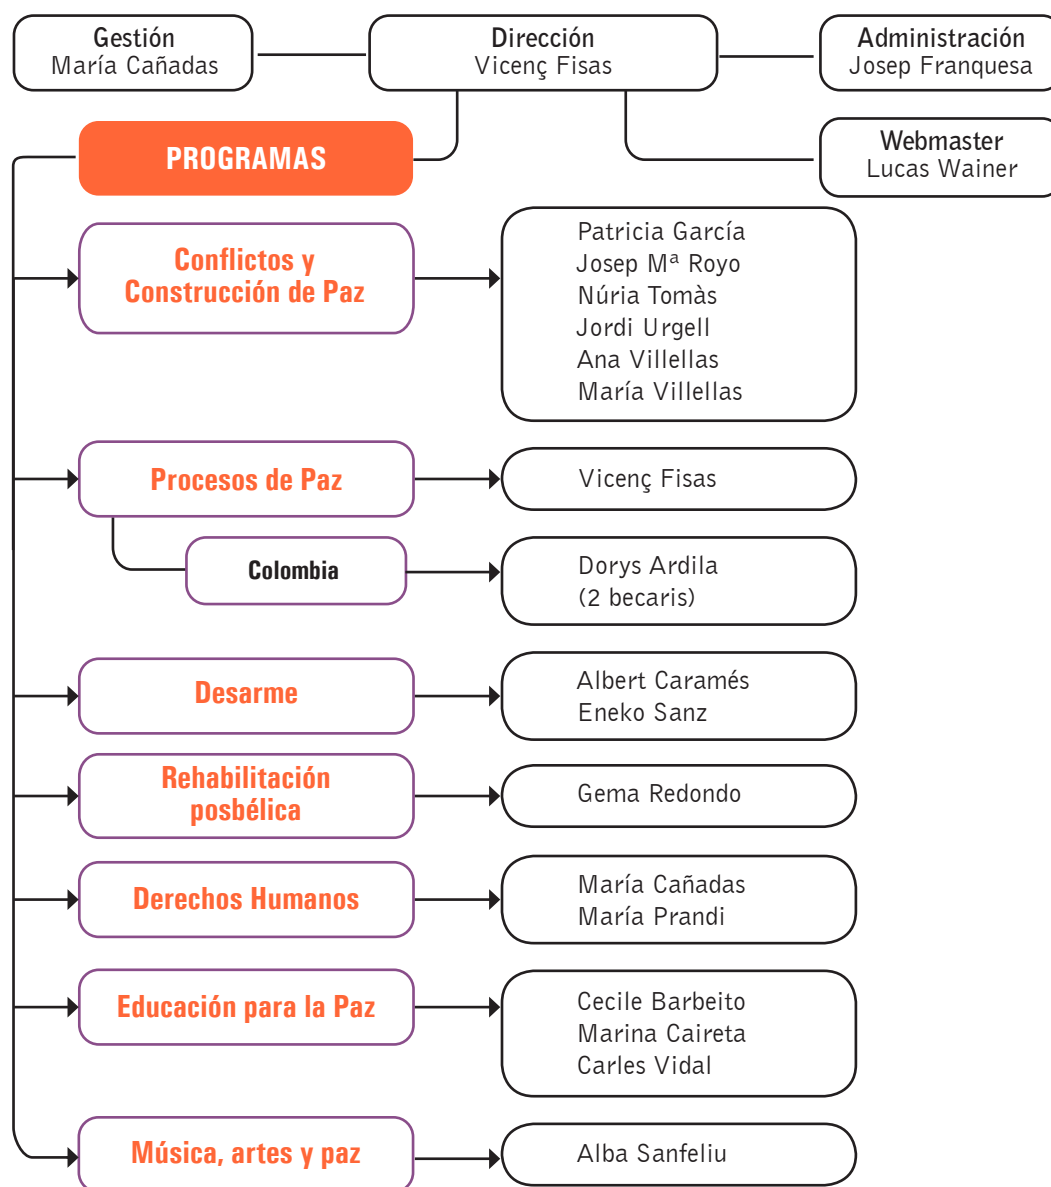 Gestión
María Cañadas
Dirección
Vicenç Fisas
Administración
Josep Franquesa
Webmaster
Lucas Wainer
PROGRAMAS
Conflictos y
Construcción de Paz
Patricia García
Josep Mª Royo
Núria Tomàs
Jordi Urgell
Ana Villellas
María Villellas
Procesos de Paz
Vicenç Fisas
Colombia
Dorys Ardila
(2 becaris)
Desarme
Albert Caramés
Eneko Sanz
Rehabilitación
posbélica
Gema Redondo
Derechos Humanos
María Cañadas
María Prandi
Educación para la Paz
Cecile Barbeito
Marina Caireta
Carles Vidal
Música, artes y paz
Alba Sanfeliu